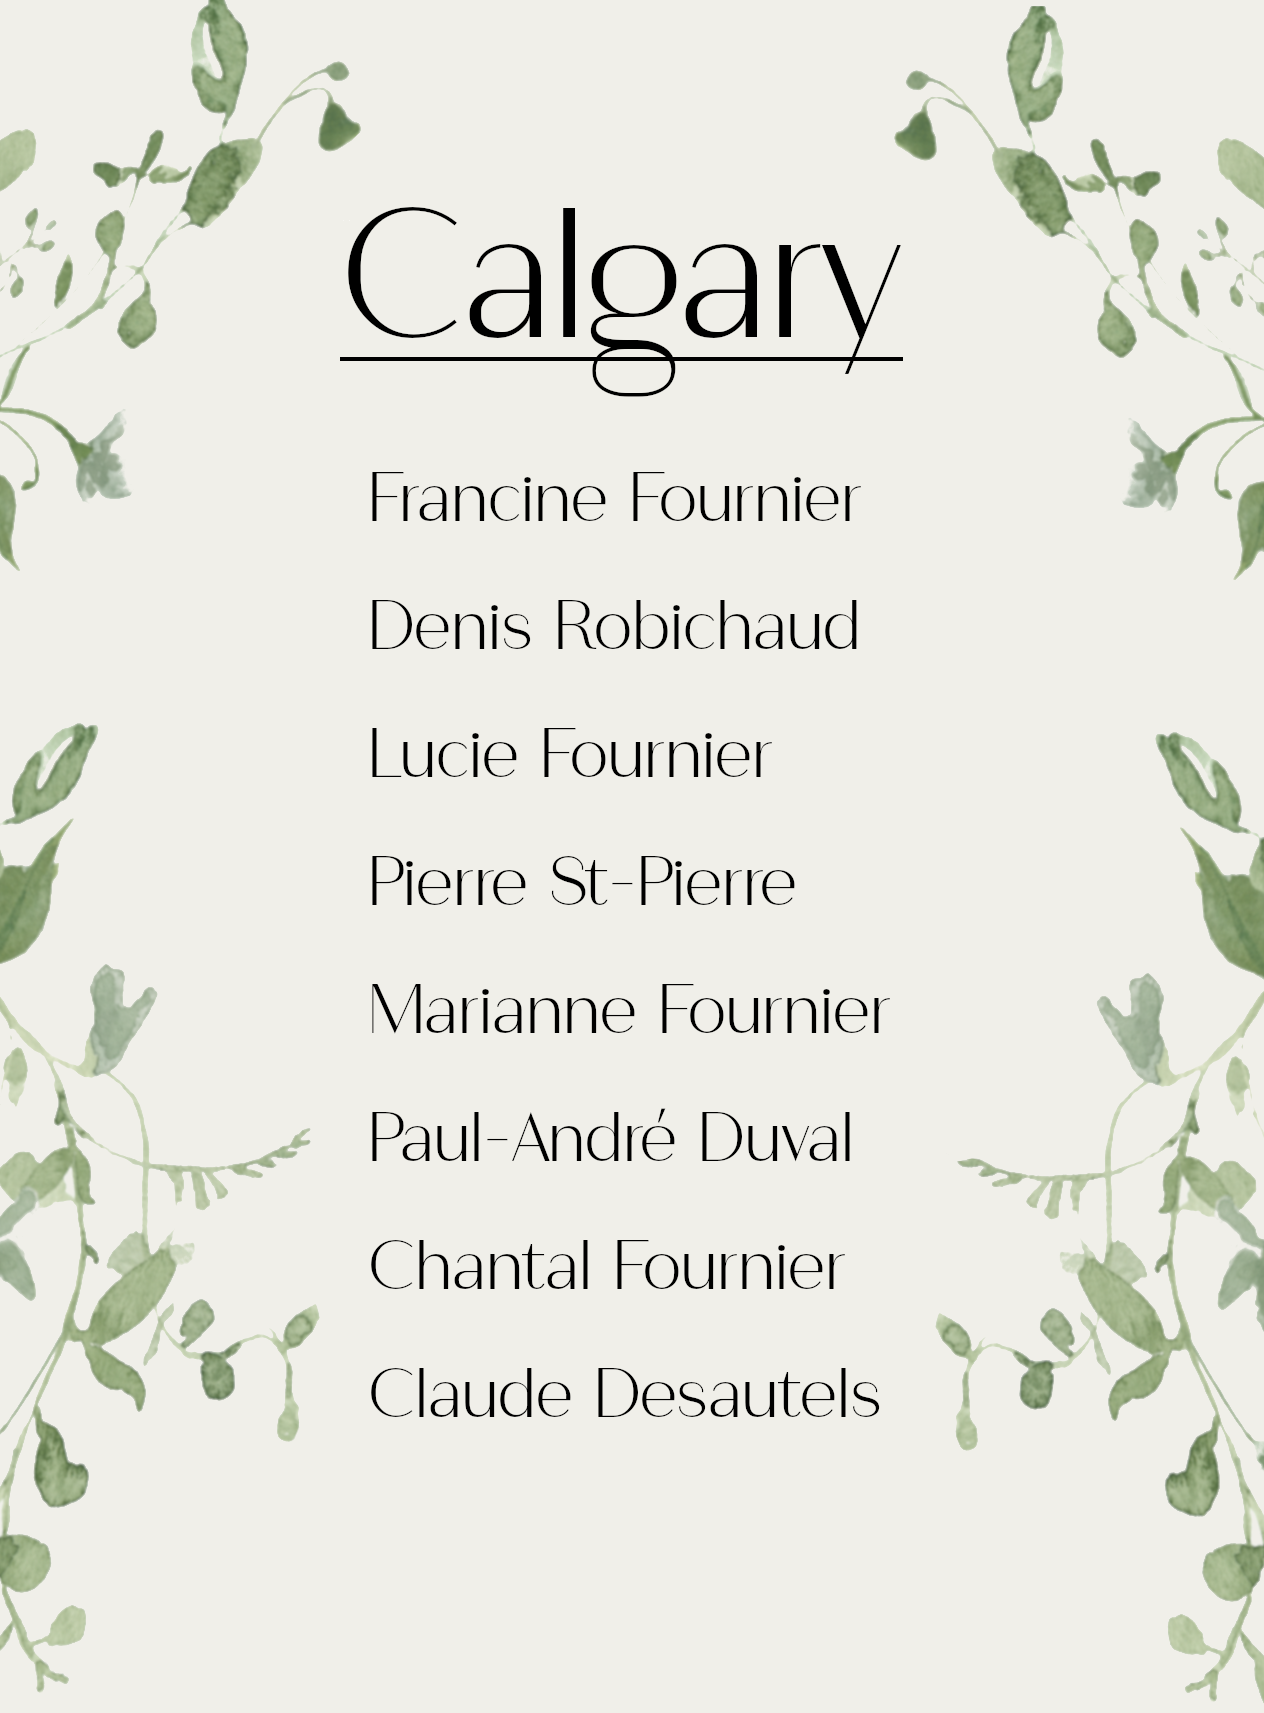 Calgary
Francine Fournier
Denis Robichaud
Lucie Fournier
Pierre St-Pierre
Marianne Fournier
Paul-André Duval
Chantal Fournier
Claude Desautels